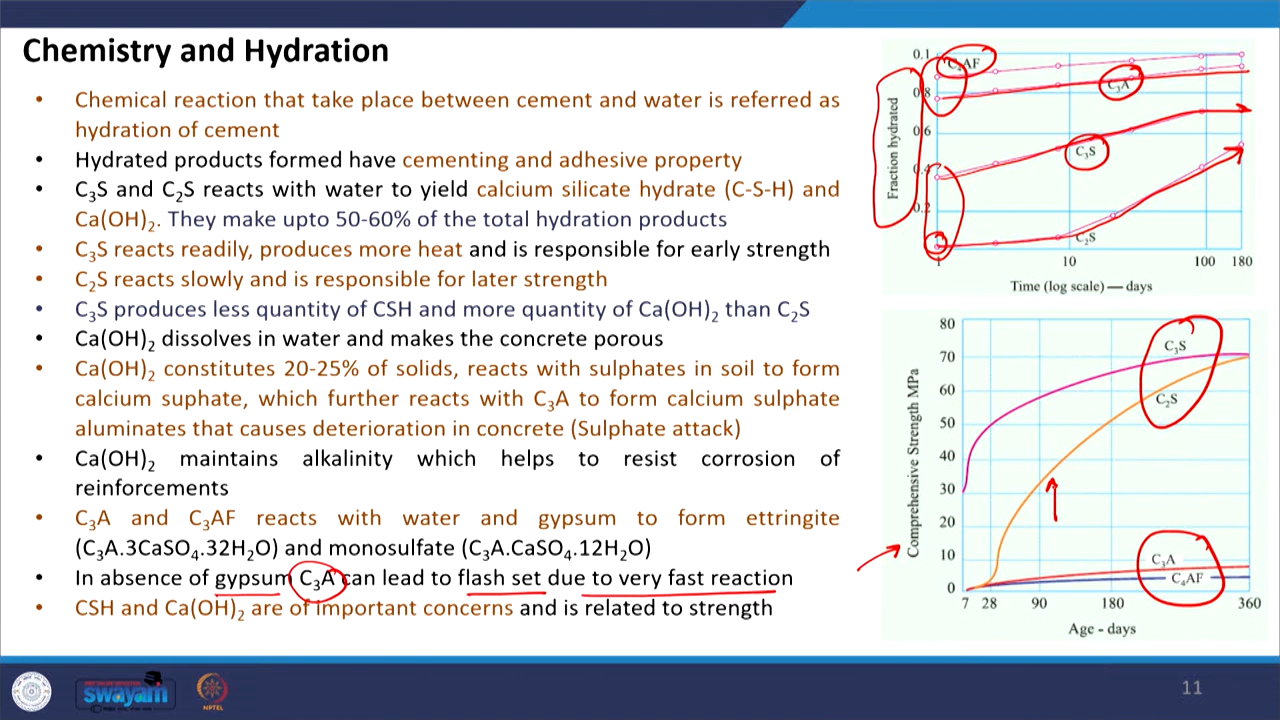 Chemistry and Hydration
• Chemical reaction that take place between cement and water is referred as
hydration of cement
• Hydrated products formed have cementing and adhesive property
• C₃S and C₂S reacts with water to yield calcium silicate hydrate (C-S-H) and
Ca(OH)₂. They make upto 50-60% of the total hydration products
• C₃S reacts readily, produces more heat and is responsible for early strength
• C₂S reacts slowly and is responsible for later strength
• C₃S produces less quantity of CSH and more quantity of Ca(OH)₂ than C₂S
• Ca(OH)₂ dissolves in water and makes the concrete porous
• Ca(OH)₂ constitutes 20-25% of solids, reacts with sulphates in soil to form
calcium suphate, which further reacts with C₃A to form calcium sulphate
aluminates that causes deterioration in concrete (Sulphate attack)
• Ca(OH)₂ maintains alkalinity which helps to resist corrosion of
reinforcements
• C₃A and C₃AF reacts with water and gypsum to form ettringite
(C₃A.3CaSO₄.32H₂O) and monosulfate (C₃A.CaSO₄.12H₂O)
• In absence of gypsum C₃A can lead to flash set due to very fast reaction
• CSH and Ca(OH)₂ are of important concerns and is related to strength
Fraction hydrated
0.1
0.8
0.6
0.4
0.2
C₃A
C₃S
C₂S
1 10 100 180
Time (log scale) — days
Comprehensive Strength MPa
80
70
60
50
40
30
20
10
0
C₃S
C₂S
C₃A
C₄AF
7 28 90 180 360
Age - days
swayam
NPTEL
11